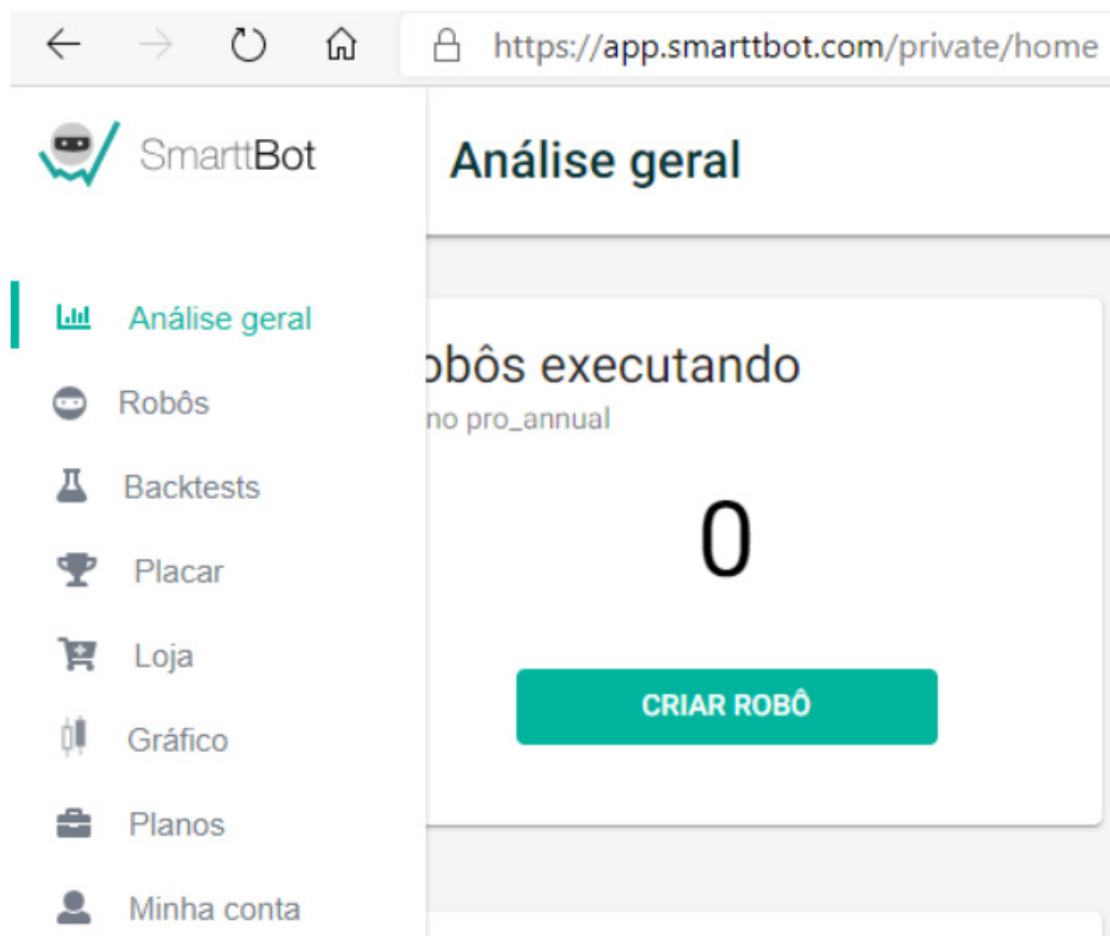 https://app.smarttbot.com/private/home
SmarttBot
Análise geral
Análise geral
Robôs
Backtests
Placar
Loja
Gráfico
Planos
Minha conta
obôs executando
no pro_annual
0
CRIAR ROBÔ